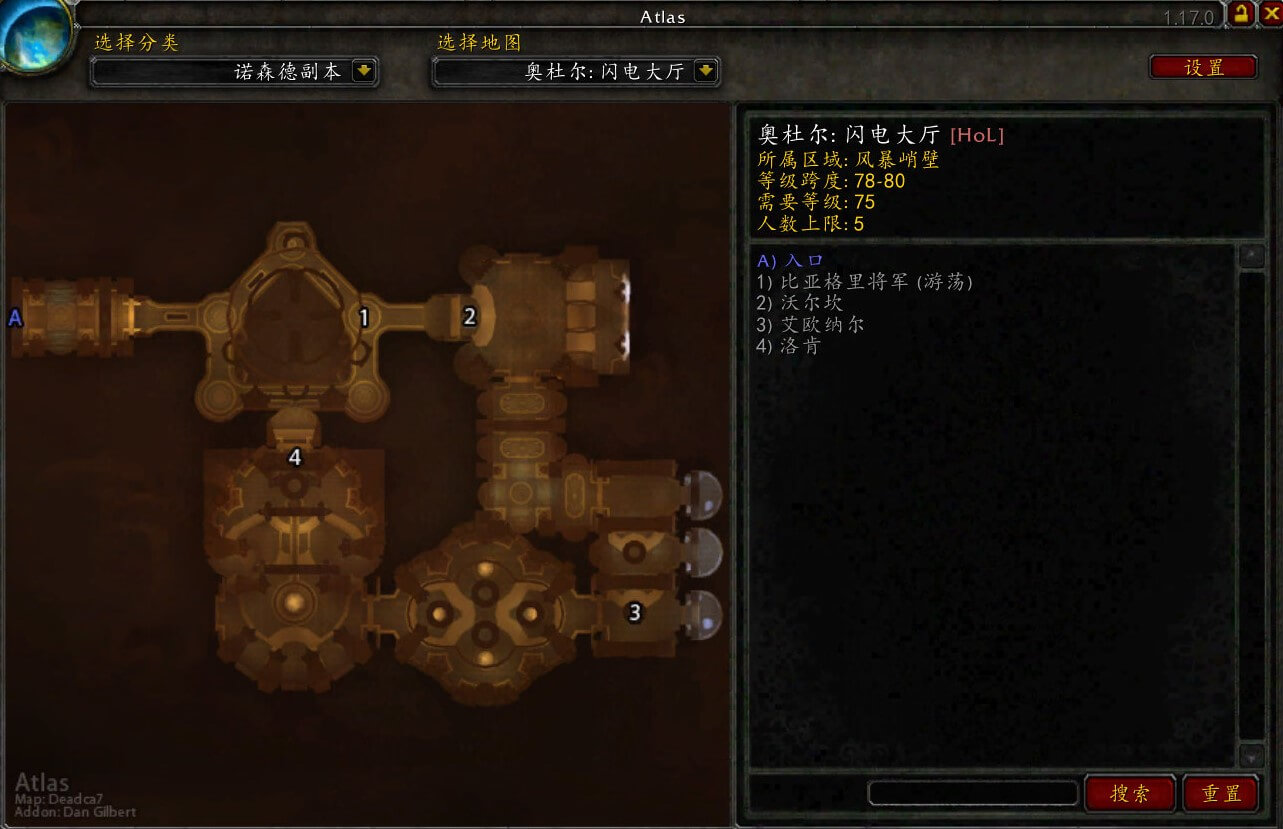 Atlas
1.17.0
选择分类
选择地图
诺森德副本
奥杜尔: 闪电大厅
设置
奥杜尔: 闪电大厅 [HoL]
所属区域: 风暴峭壁
等级跨度: 78-80
需要等级: 75
人数上限: 5
A) 入口
1) 比亚格里将军 (游荡)
2) 沃尔坎
3) 艾欧纳尔
4) 洛肯
A
1
2
4
3
Atlas
Map: Deadca7
Addon: Dan Gilbert
搜索
重置